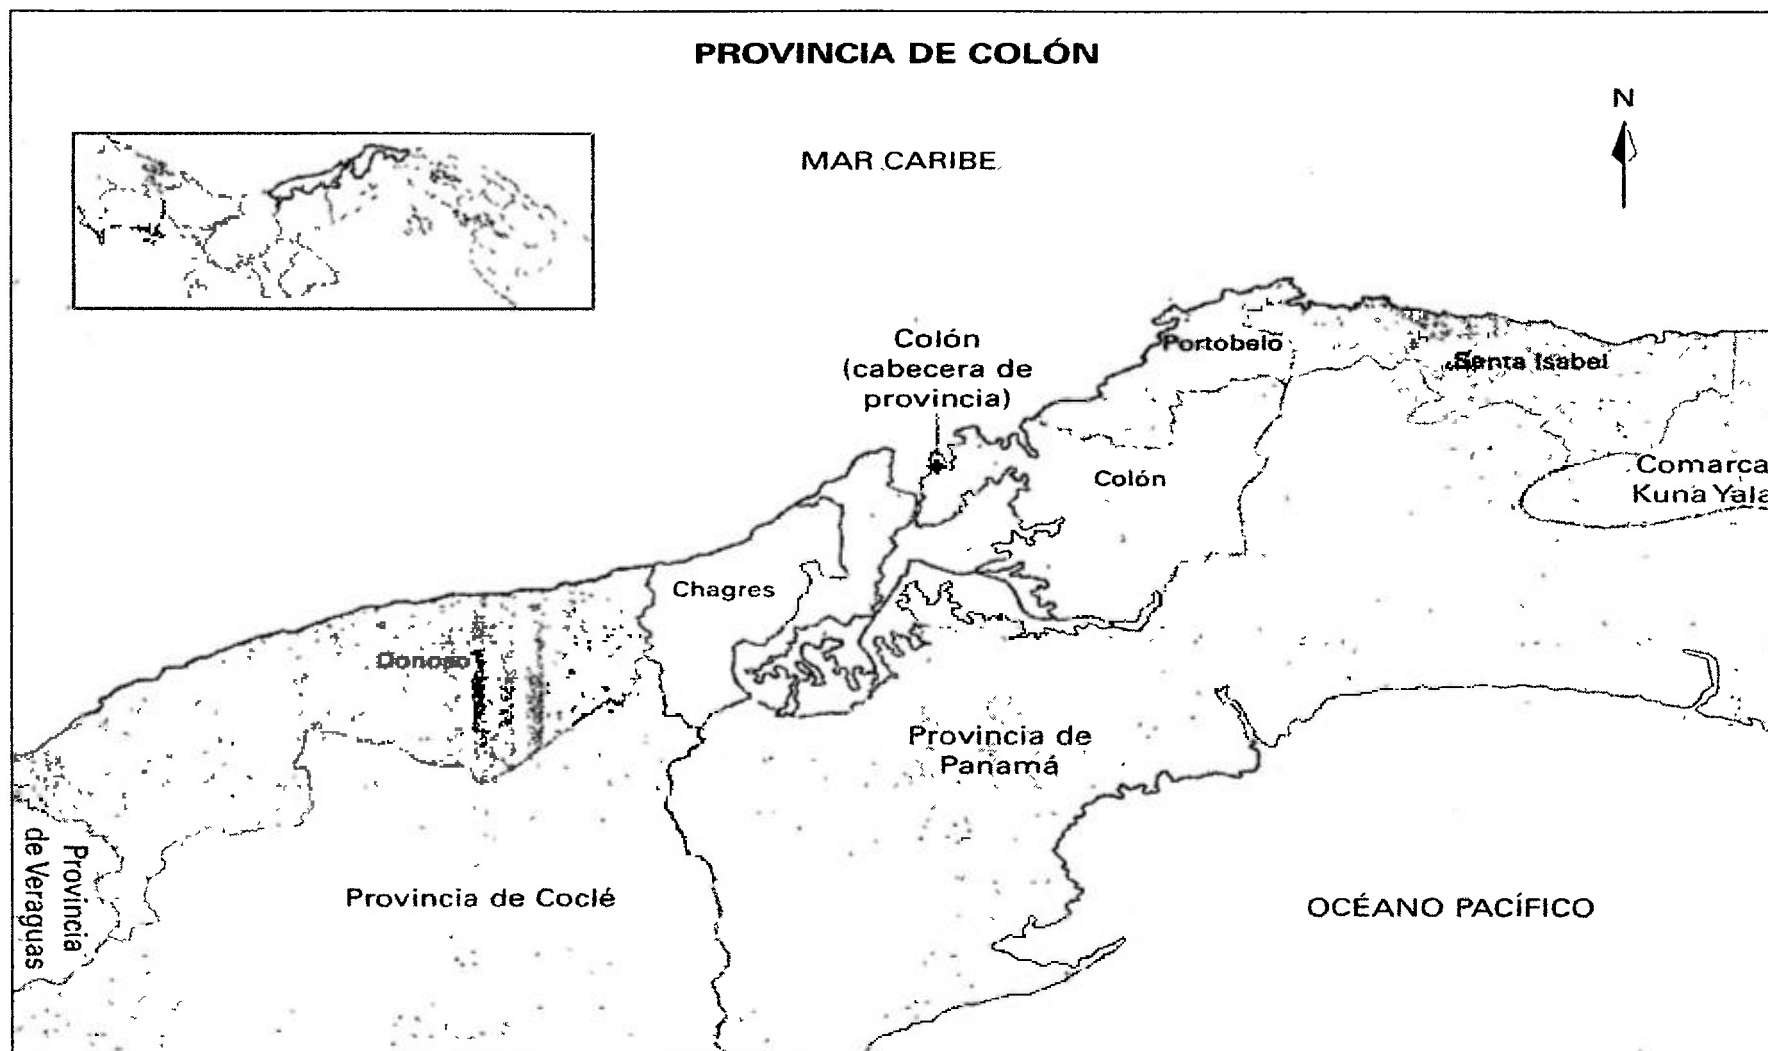 PROVINCIA DE COLÓN
N
MAR CARIBE
Colón
(cabecera de
provincia)
Portobelo
Santa Isabel
Colón
Comarca
Kuna Yala
Chagres
Donoso
Provincia de
Panamá
Provincia
de Veraguas
Provincia de Coclé
OCÉANO PACÍFICO